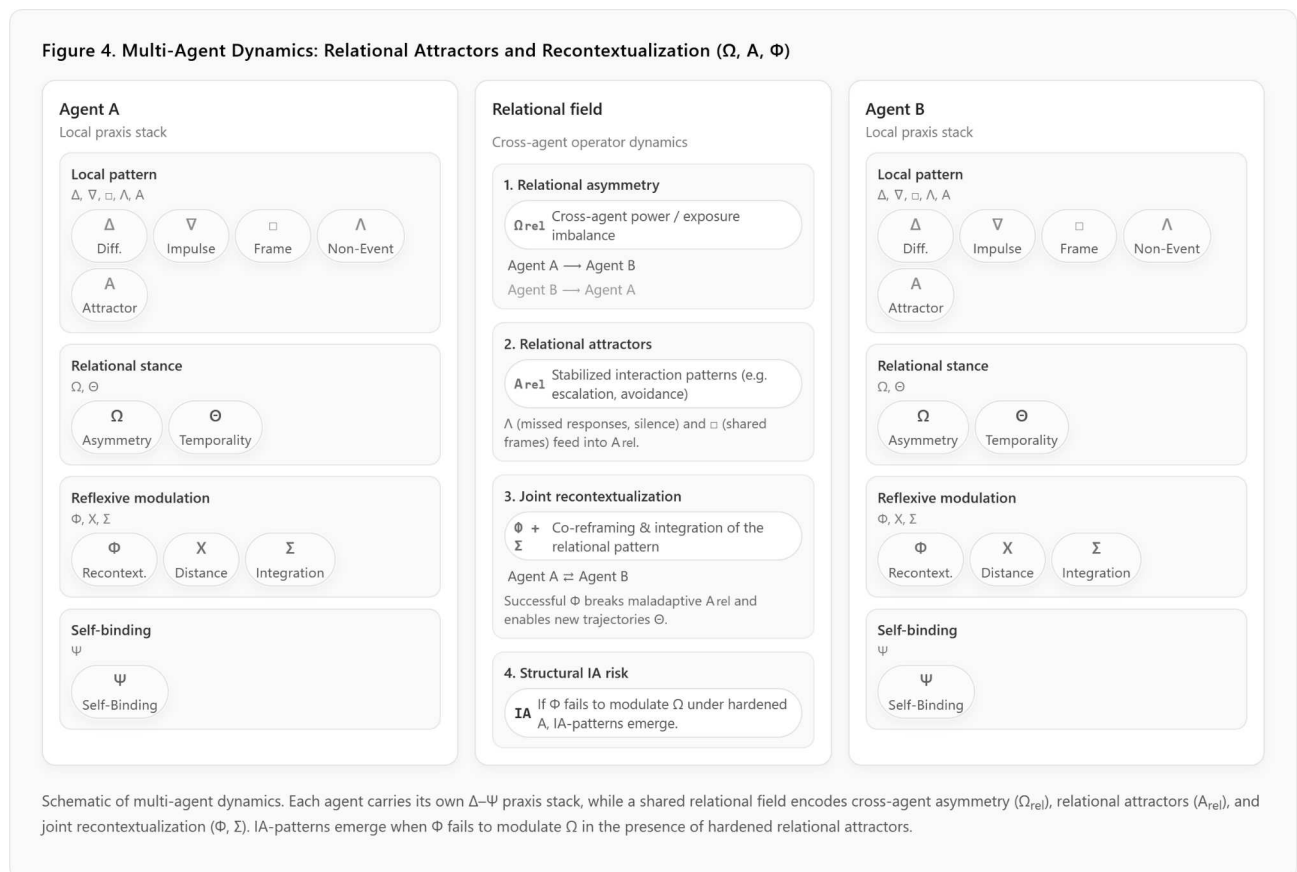 Figure 4. Multi-Agent Dynamics: Relational Attractors and Recontextualization (Ω, A, Φ)
Agent A
Local praxis stack
Local pattern
Δ, ∇, □, Λ, A
Δ
Diff.
∇
Impulse
□
Frame
Λ
Non-Event
A
Attractor
Relational stance
Ω, Θ
Ω
Asymmetry
Θ
Temporality
Reflexive modulation
Φ, X, Σ
Φ
Recontext.
X
Distance
Σ
Integration
Self-binding
Ψ
Ψ
Self-Binding
Relational field
Cross-agent operator dynamics
1. Relational asymmetry
Ωrel Cross-agent power / exposure
imbalance
Agent A ⟶ Agent B
Agent B ⟶ Agent A
2. Relational attractors
Arel Stabilized interaction patterns (e.g.
escalation, avoidance)
Λ (missed responses, silence) and □ (shared
frames) feed into Arel.
3. Joint recontextualization
Φ + Co-reframing & integration of the
Σ relational pattern
Agent A ⇄ Agent B
Successful Φ breaks maladaptive Arel and
enables new trajectories Θ.
4. Structural IA risk
IA If Φ fails to modulate Ω under hardened
A, IA-patterns emerge.
Agent B
Local praxis stack
Local pattern
Δ, ∇, □, Λ, A
Δ
Diff.
∇
Impulse
□
Frame
Λ
Non-Event
A
Attractor
Relational stance
Ω, Θ
Ω
Asymmetry
Θ
Temporality
Reflexive modulation
Φ, X, Σ
Φ
Recontext.
X
Distance
Σ
Integration
Self-binding
Ψ
Ψ
Self-Binding
Schematic of multi-agent dynamics. Each agent carries its own Δ–Ψ praxis stack, while a shared relational field encodes cross-agent asymmetry (Ωrel), relational attractors (Arel), and
joint recontextualization (Φ, Σ). IA-patterns emerge when Φ fails to modulate Ω in the presence of hardened relational attractors.